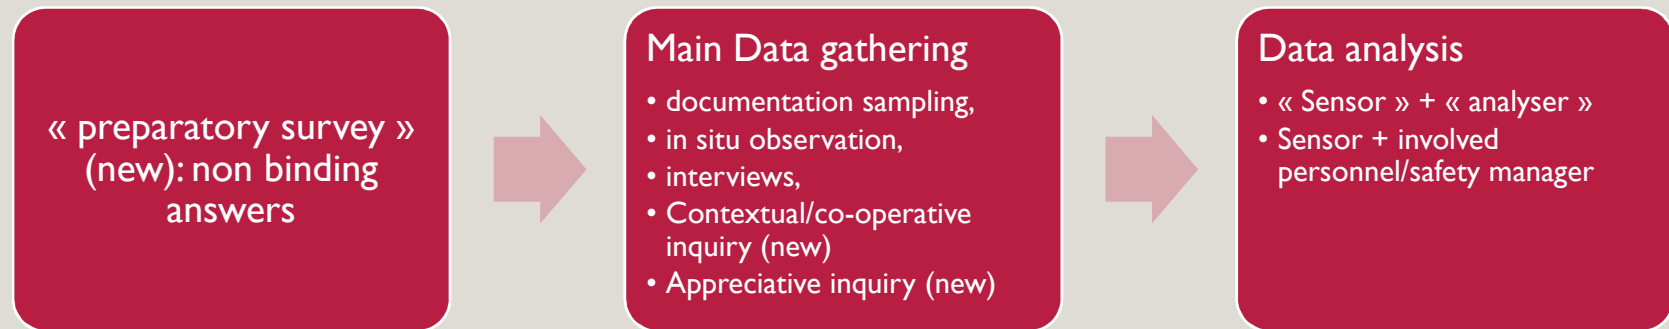 « preparatory survey »
(new): non binding
answers
Main Data gathering
• documentation sampling,
• in situ observation,
• interviews,
• Contextual/co-operative
inquiry (new)
• Appreciative inquiry (new)
Data analysis
• « Sensor » + « analyser »
• Sensor + involved
personnel/safety manager